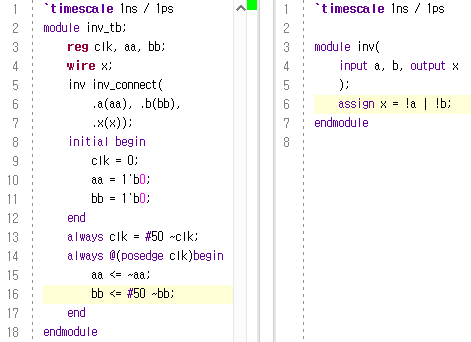 1 `timescale 1ns / 1ps
2 module inv_tb;
3 reg clk, aa, bb;
4 wire x;
5 inv inv_connect(
6 .a(aa), .b(bb),
7 .x(x));
8 initial begin
9 clk = 0;
10 aa = 1'b0;
11 bb = 1'b0;
12 end
13 always clk = #50 ~clk;
14 always @(posedge clk)begin
15 aa <= ~aa;
16 bb <= #50 ~bb;
17 end
18 endmodule
1 `timescale 1ns / 1ps
2
3 module inv(
4 input a, b, output x
5 );
6 assign x = !a | !b;
7 endmodule
8